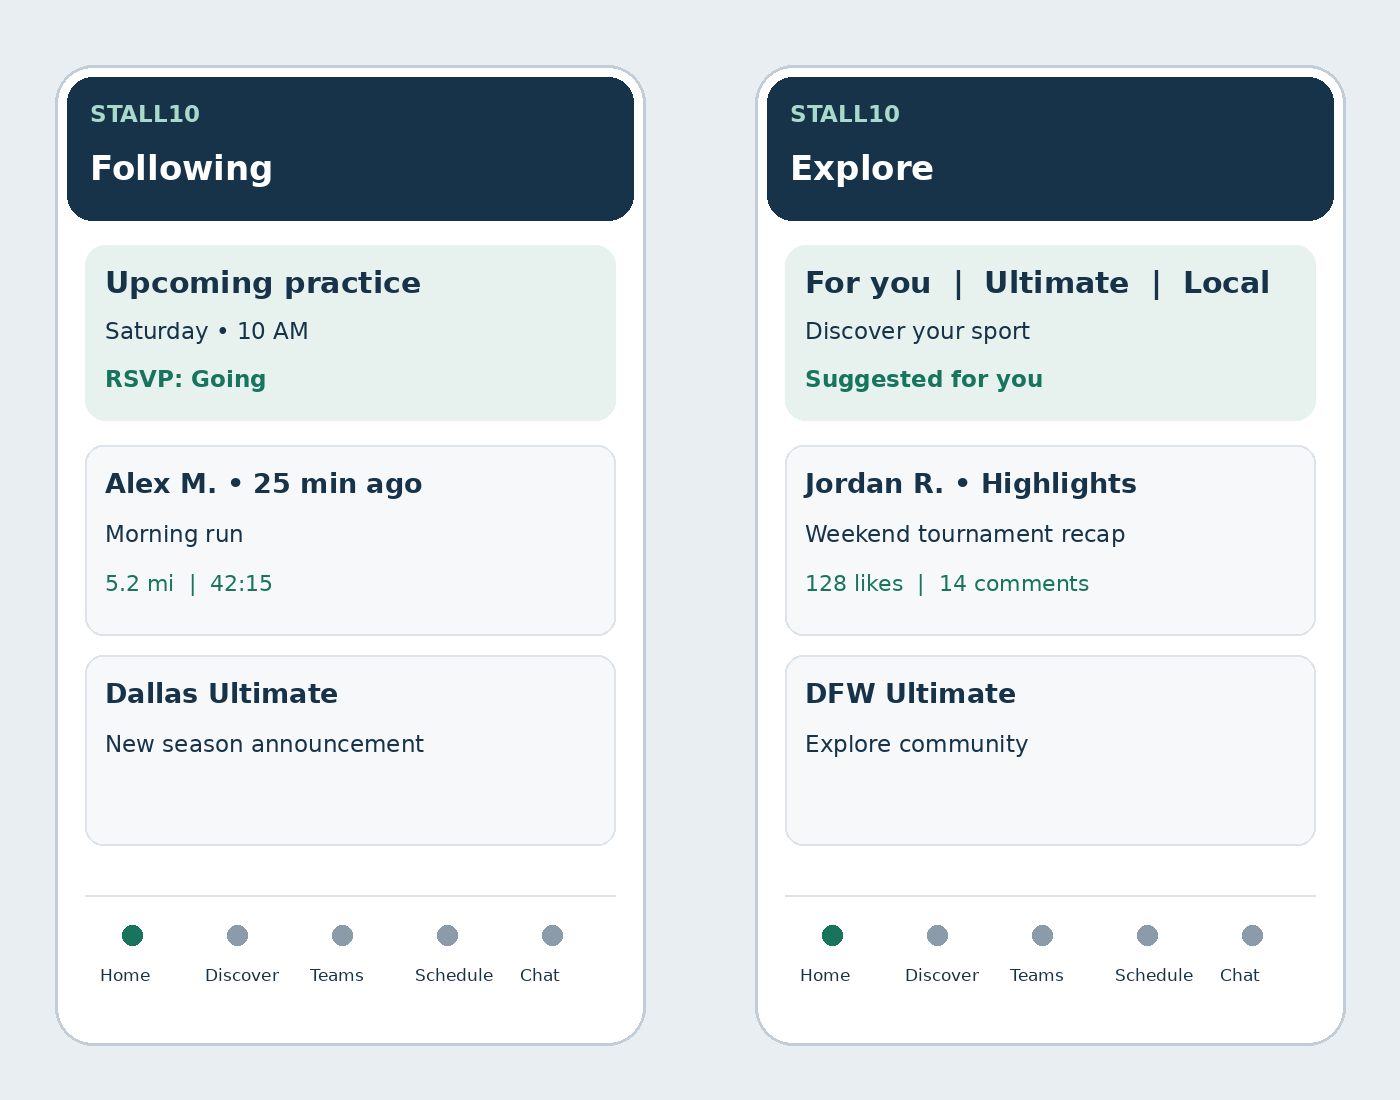 STALL10
Following
Upcoming practice
Saturday • 10 AM
RSVP: Going
Alex M. • 25 min ago
Morning run
5.2 mi | 42:15
Dallas Ultimate
New season announcement
Home Discover Teams Schedule Chat
STALL10
Explore
For you | Ultimate | Local
Discover your sport
Suggested for you
Jordan R. • Highlights
Weekend tournament recap
128 likes | 14 comments
DFW Ultimate
Explore community
Home Discover Teams Schedule Chat